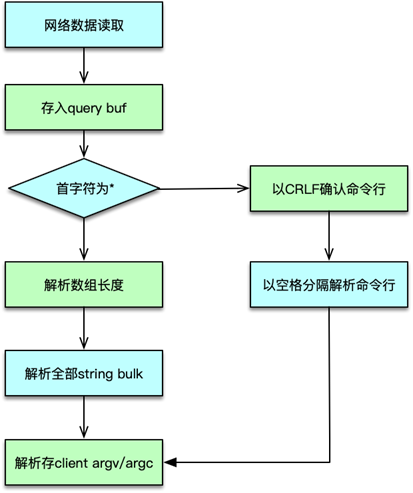 网络数据读取
存入query buf
首字符为*
以CRLF确认命令行
解析数组长度
以空格分隔解析命令行
解析全部string bulk
解析存client argv/argc